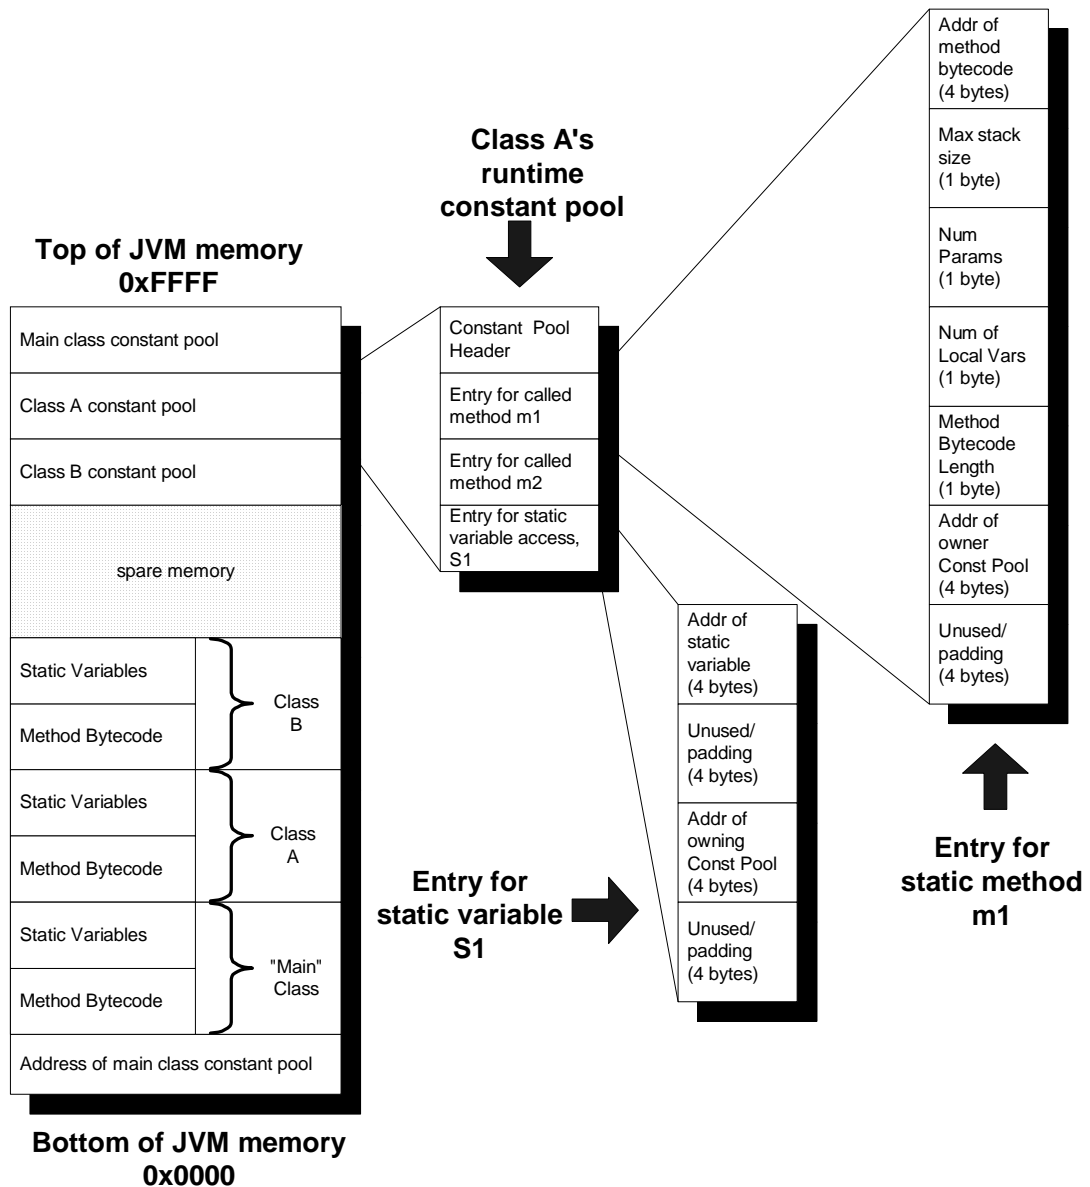 Top of JVM memory
0xFFFF
Main class constant pool
Class A constant pool
Class B constant pool
spare memory
Static Variables
Method Bytecode
Class
B
Static Variables
Method Bytecode
Class
A
Static Variables
Method Bytecode
"Main"
Class
Address of main class constant pool
Bottom of JVM memory
0x0000
Class A's
runtime
constant pool
Constant Pool
Header
Entry for called
method m1
Entry for called
method m2
Entry for static
variable access,
S1
Entry for
static variable
S1
Addr of
static
variable
(4 bytes)
Unused/
padding
(4 bytes)
Addr of
owning
Const Pool
(4 bytes)
Unused/
padding
(4 bytes)
Addr of
method
bytecode
(4 bytes)
Max stack
size
(1 byte)
Num
Params
(1 byte)
Num of
Local Vars
(1 byte)
Method
Bytecode
Length
(1 byte)
Addr of
owner
Const Pool
(4 bytes)
Unused/
padding
(4 bytes)
Entry for
static method
m1